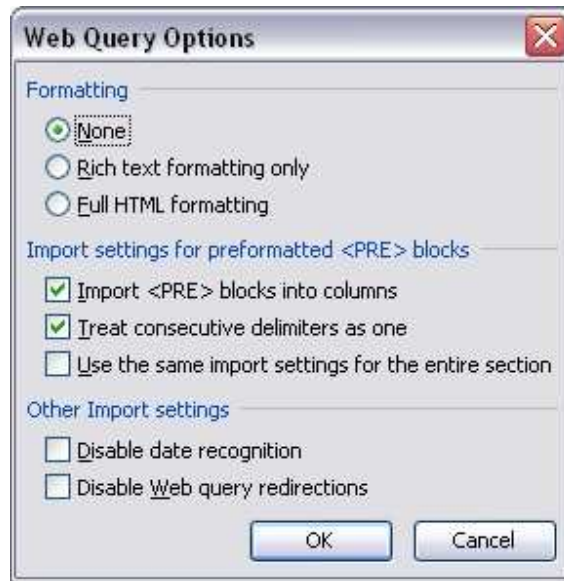 Web Query Options
Formatting
None
Rich text formatting only
Full HTML formatting
Import settings for preformatted <PRE> blocks
Import <PRE> blocks into columns
Treat consecutive delimiters as one
Use the same import settings for the entire section
Other Import settings
Disable date recognition
Disable Web query redirections
OK Cancel